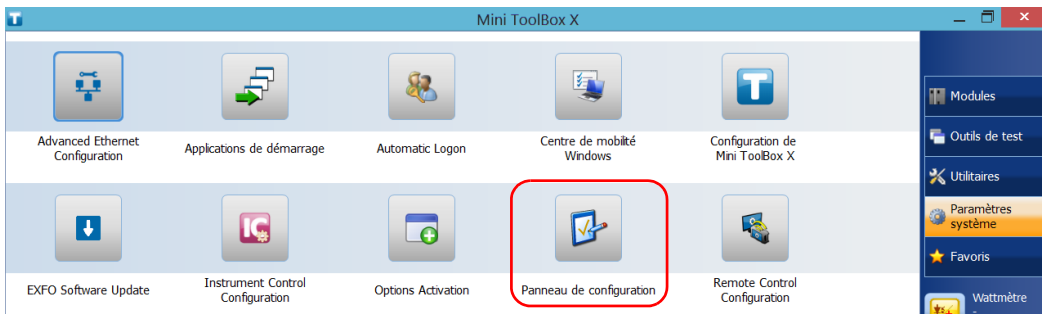 Mini ToolBox X
Advanced Ethernet
Configuration
Applications de démarrage
Automatic Logon
Centre de mobilité
Windows
Configuration de
Mini ToolBox X
EXFO Software Update
Instrument Control
Configuration
Options Activation
Panneau de configuration
Remote Control
Configuration
Modules
Outils de test
Utilitaires
Paramètres
système
Favoris
Wattmètre
-